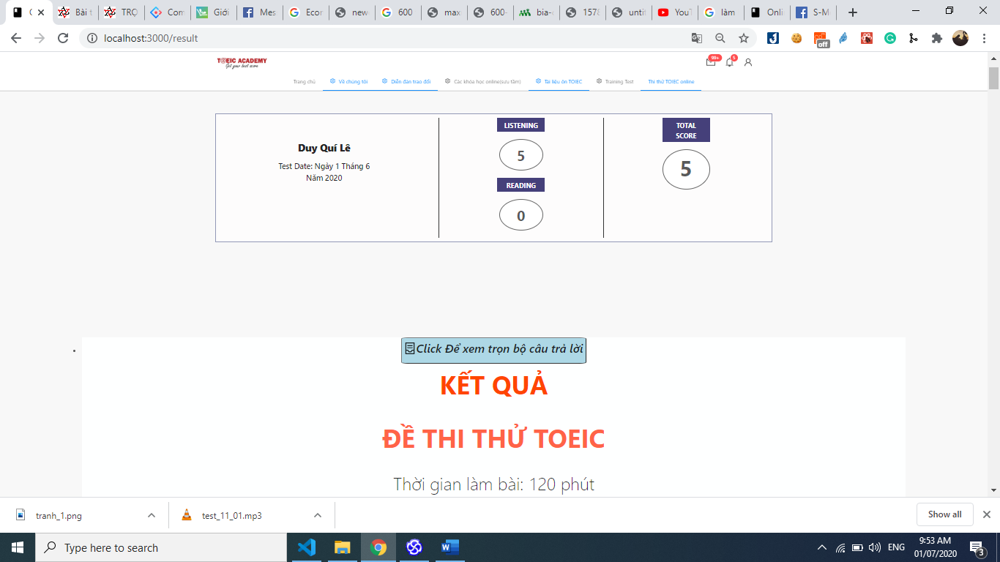 Bài t
TRỌ
Com
Giới
Mes
Econ
new
600
max
600-
bia-
1578
unti
YouT
làm
Onli
S-M
localhost:3000/result
off
TOEIC ACADEMY
Get your best score
99+
5
Trang chủ
Về chúng tôi
Diễn đàn trao đổi
Các khóa học online(sưu tầm)
Tài liệu ôn TOIEC
Training Test
Thi thử TOIEC online
Duy Quí Lê
Test Date: Ngày 1 Tháng 6
Năm 2020
LISTENING
5
READING
0
TOTAL
SCORE
5
Click Để xem trọn bộ câu trả lời
KẾT QUẢ
ĐỀ THI THỬ TOEIC
Thời gian làm bài: 120 phút
tranh_1.png
test_11_01.mp3
Show all
Type here to search
ENG
9:53 AM
01/07/2020
3